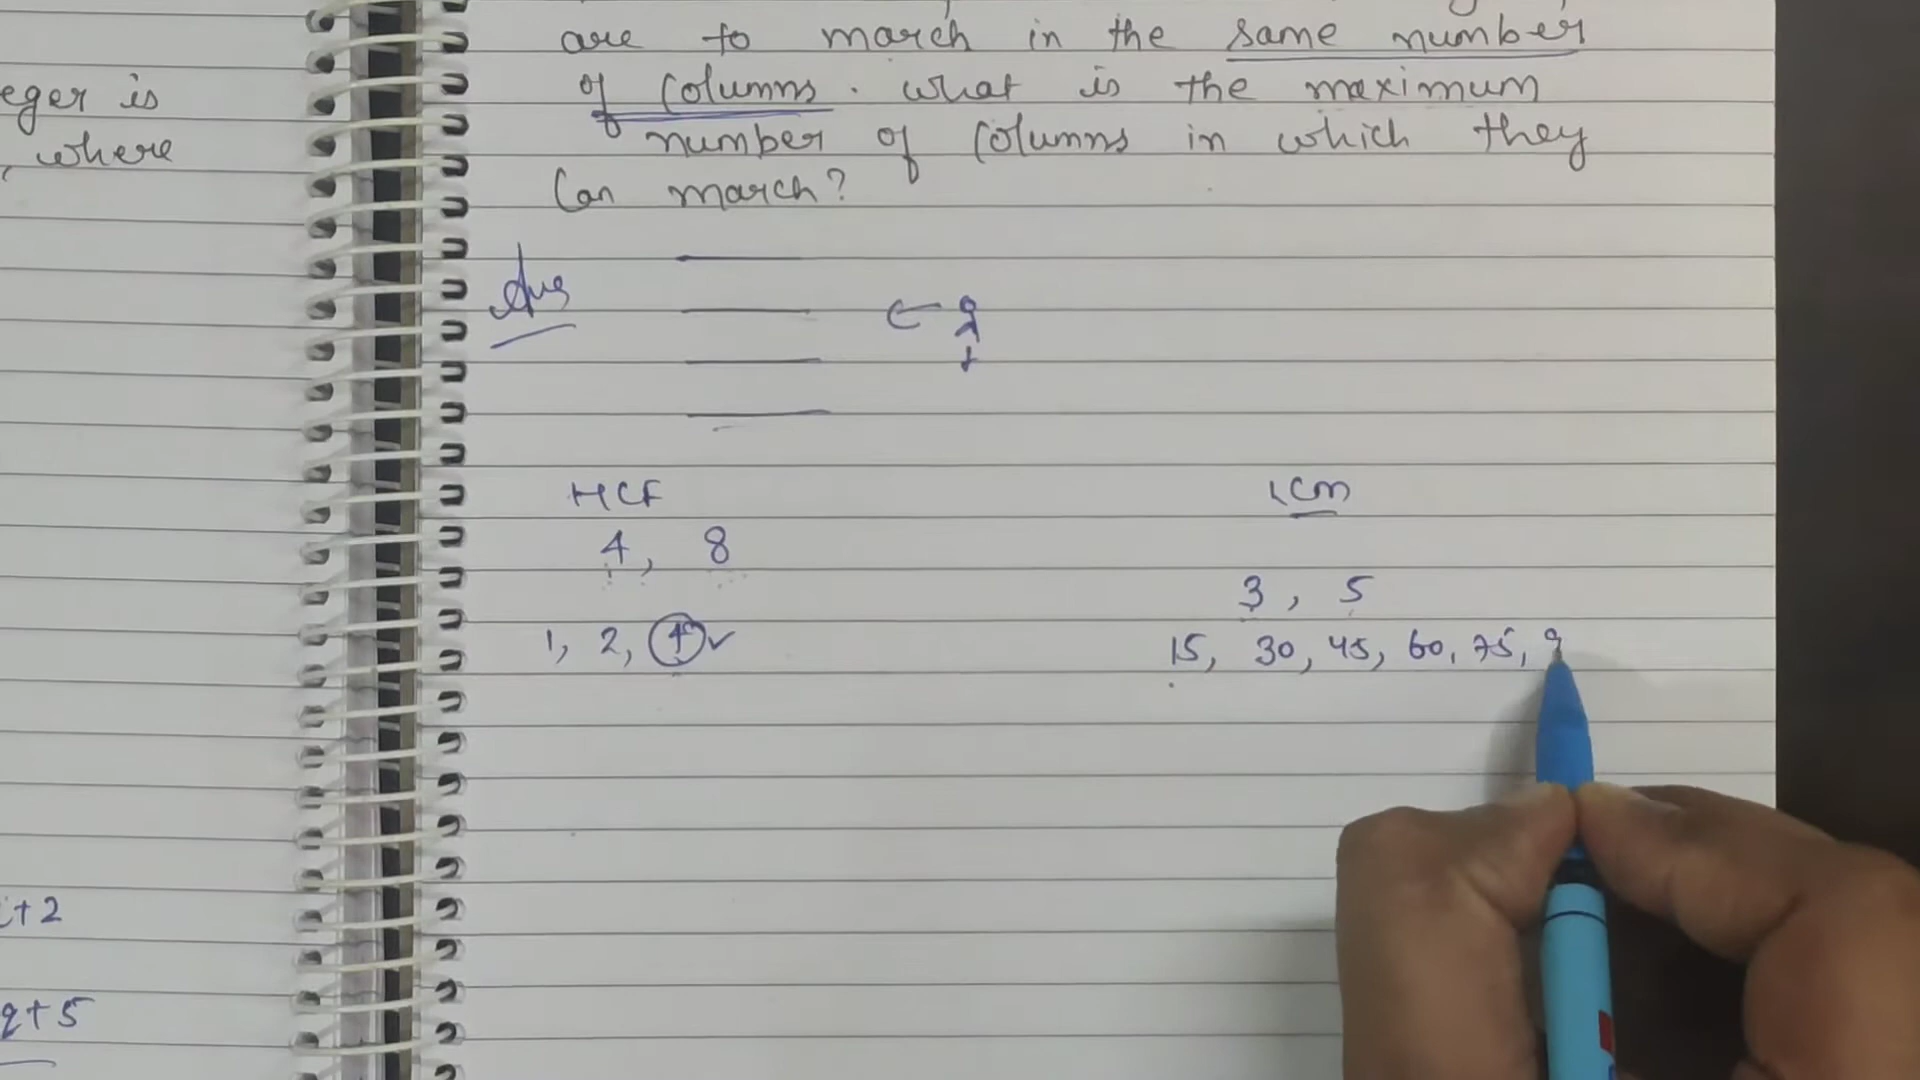 eger is
, where
i+2
q+5
are to march in the same number
of columns. what is the maximum
number of columns in which they
can march?
Ans
HCF
4, 8
1, 2, 4 ✓
LCM
3, 5
15, 30, 45, 60, 75, 9